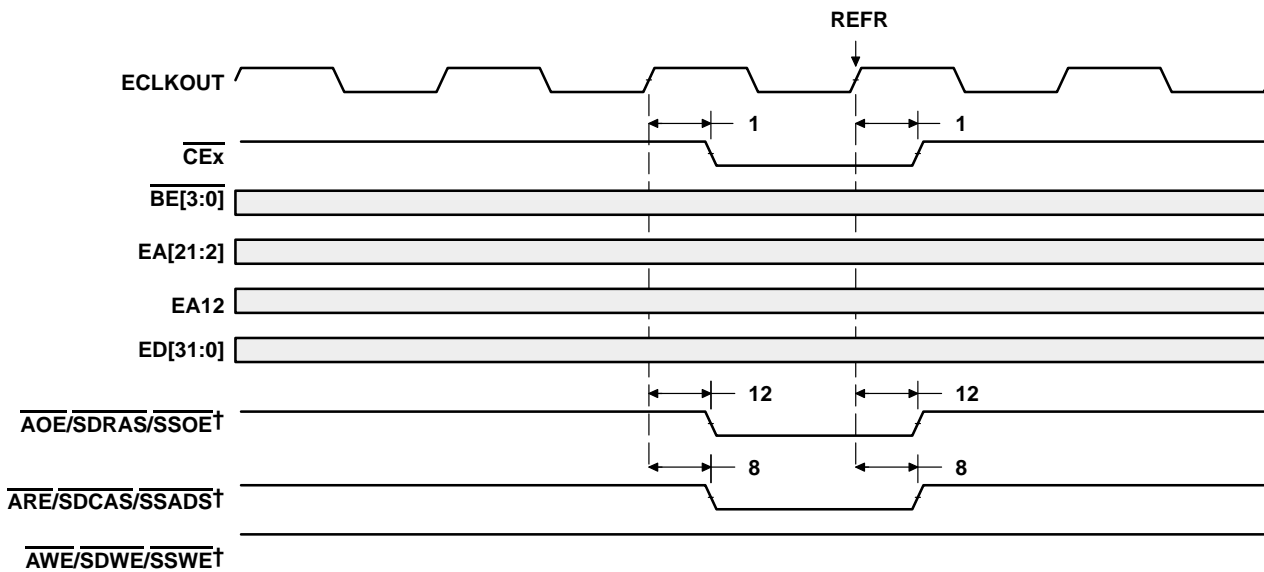 REFR
ECLKOUT
1 1
CEx
BE[3:0]
EA[21:2]
EA12
ED[31:0]
12 12
AOE/SDRAS/SSOE†
8 8
ARE/SDCAS/SSADS†
AWE/SDWE/SSWE†